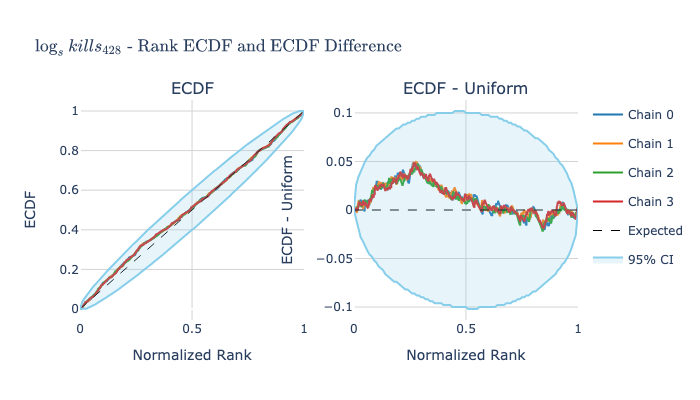 log_s kills_428 - Rank ECDF and ECDF Difference
ECDF
ECDF
1
0.8
0.6
0.4
0.2
0
0
0.5
1
Normalized Rank
ECDF - Uniform
ECDF - Uniform
0.1
0.05
0
−0.05
−0.1
0
0.5
1
Normalized Rank
Chain 0
Chain 1
Chain 2
Chain 3
Expected
95% CI